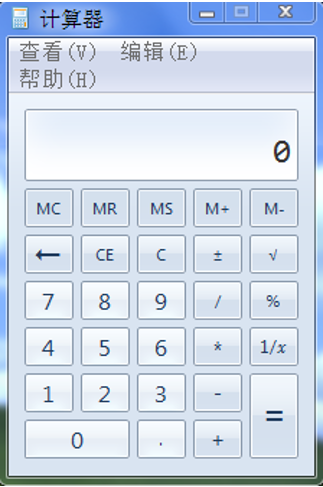 计算器
查看(V) 编辑(E)
帮助(H)
0
MC MR MS M+ M-
← CE C ± √
7 8 9 / %
4 5 6 * 1/x
1 2 3 - =
0 . +